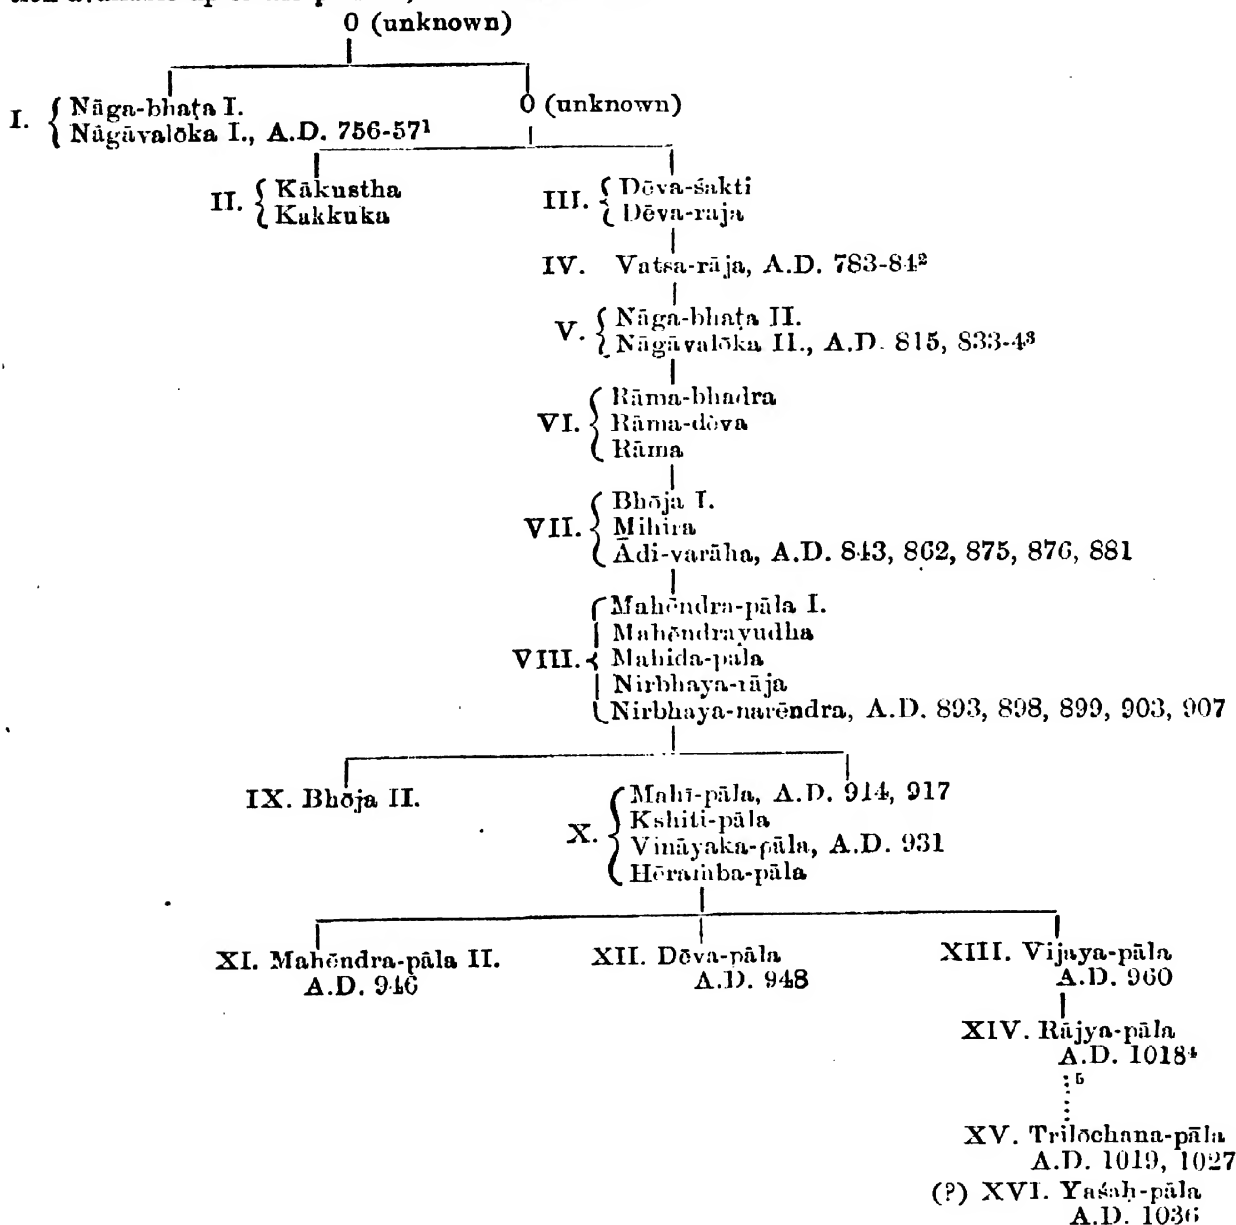 0 (unknown)
I. { Nāga-bhaṭa I.
Nâgāvalōka I., A.D. 756-57¹
0 (unknown)
II. { Kākustha
Kakkuka
III. { Dēva-śakti
Dēva-raja
IV. Vatsa-rāja, A.D. 783-84²
V. { Nāga-bhaṭa II.
Nāgāvalōka II., A.D. 815, 833-4³
VI. { Rāma-bhadra
Rāma-dēva
Rāma
VII. { Bhōja I.
Mihira
Ādi-varāha, A.D. 843, 862, 875, 876, 881
VIII. { Mahēndra-pāla I.
Mahēndrayudha
Mahida-pala
Nirbhaya-rāja
Nirbhaya-narēndra, A.D. 893, 898, 899, 903, 907
IX. Bhōja II.
X. { Mahī-pāla, A.D. 914, 917
Kshiti-pāla
Vināyaka-pāla, A.D. 931
Hēraṁba-pāla
XI. Mahēndra-pâla II.
A.D. 946
XII. Dēva-pâla
A.D. 948
XIII. Vijaya-pāla
A.D. 960
XIV. Rājya-pāla
A.D. 1018⁴
5
XV. Trilōchana-pāla
A.D. 1019, 1027
(?) XVI. Yaśaḥ-pāla
A.D. 1036